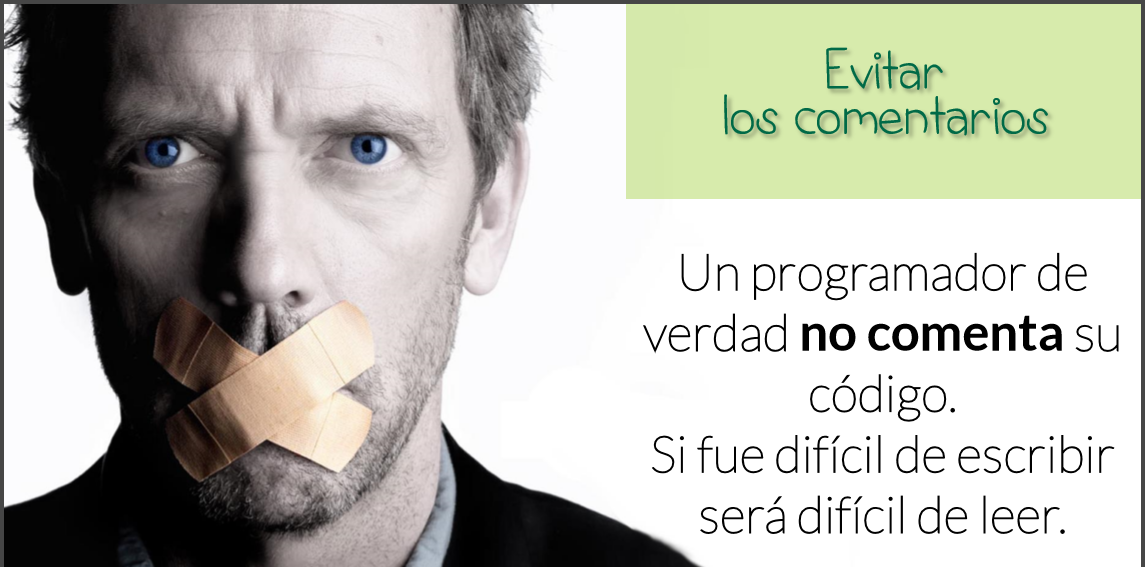 Evitar
los comentarios
Un programador de
verdad no comenta su
código.
Si fue difícil de escribir
será difícil de leer.